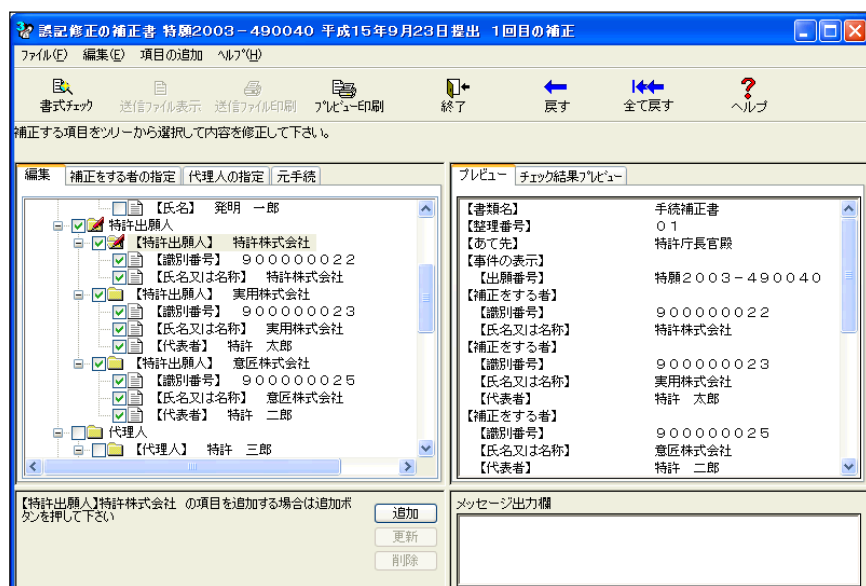 誤記修正の補正書 特願2003－490040 平成15年9月23日提出 1回目の補正
ファイル(F) 編集(E) 項目の追加 ヘルプ(H)
書式チェック 送信ファイル表示 送信ファイル印刷 プレビュー印刷 終了 戻す 全て戻す ヘルプ
補正する項目をツリーから選択して内容を修正して下さい。
編集 補正をする者の指定 代理人の指定 元手続
【氏名】 発明 一郎
特許出願人
【特許出願人】 特許株式会社
【識別番号】 ９０００００００２２
【氏名又は名称】 特許株式会社
【特許出願人】 実用株式会社
【識別番号】 ９０００００００２３
【氏名又は名称】 実用株式会社
【代表者】 特許 太郎
【特許出願人】 意匠株式会社
【識別番号】 ９０００００００２５
【氏名又は名称】 意匠株式会社
【代表者】 特許 二郎
代理人
【代理人】 特許 三郎
プレビュー チェック結果プレビュー
【書類名】 手続補正書
【整理番号】 ０１
【あて先】 特許庁長官殿
【事件の表示】
【出願番号】 特願２００３－４９００４０
【補正をする者】
【識別番号】 ９０００００００２２
【氏名又は名称】 特許株式会社
【補正をする者】
【識別番号】 ９０００００００２３
【氏名又は名称】 実用株式会社
【代表者】 特許 太郎
【補正をする者】
【識別番号】 ９０００００００２５
【氏名又は名称】 意匠株式会社
【代表者】 特許 二郎
【特許出願人】特許株式会社 の項目を追加する場合は追加ボ
タンを押して下さい
追加
更新
削除
メッセージ出力欄